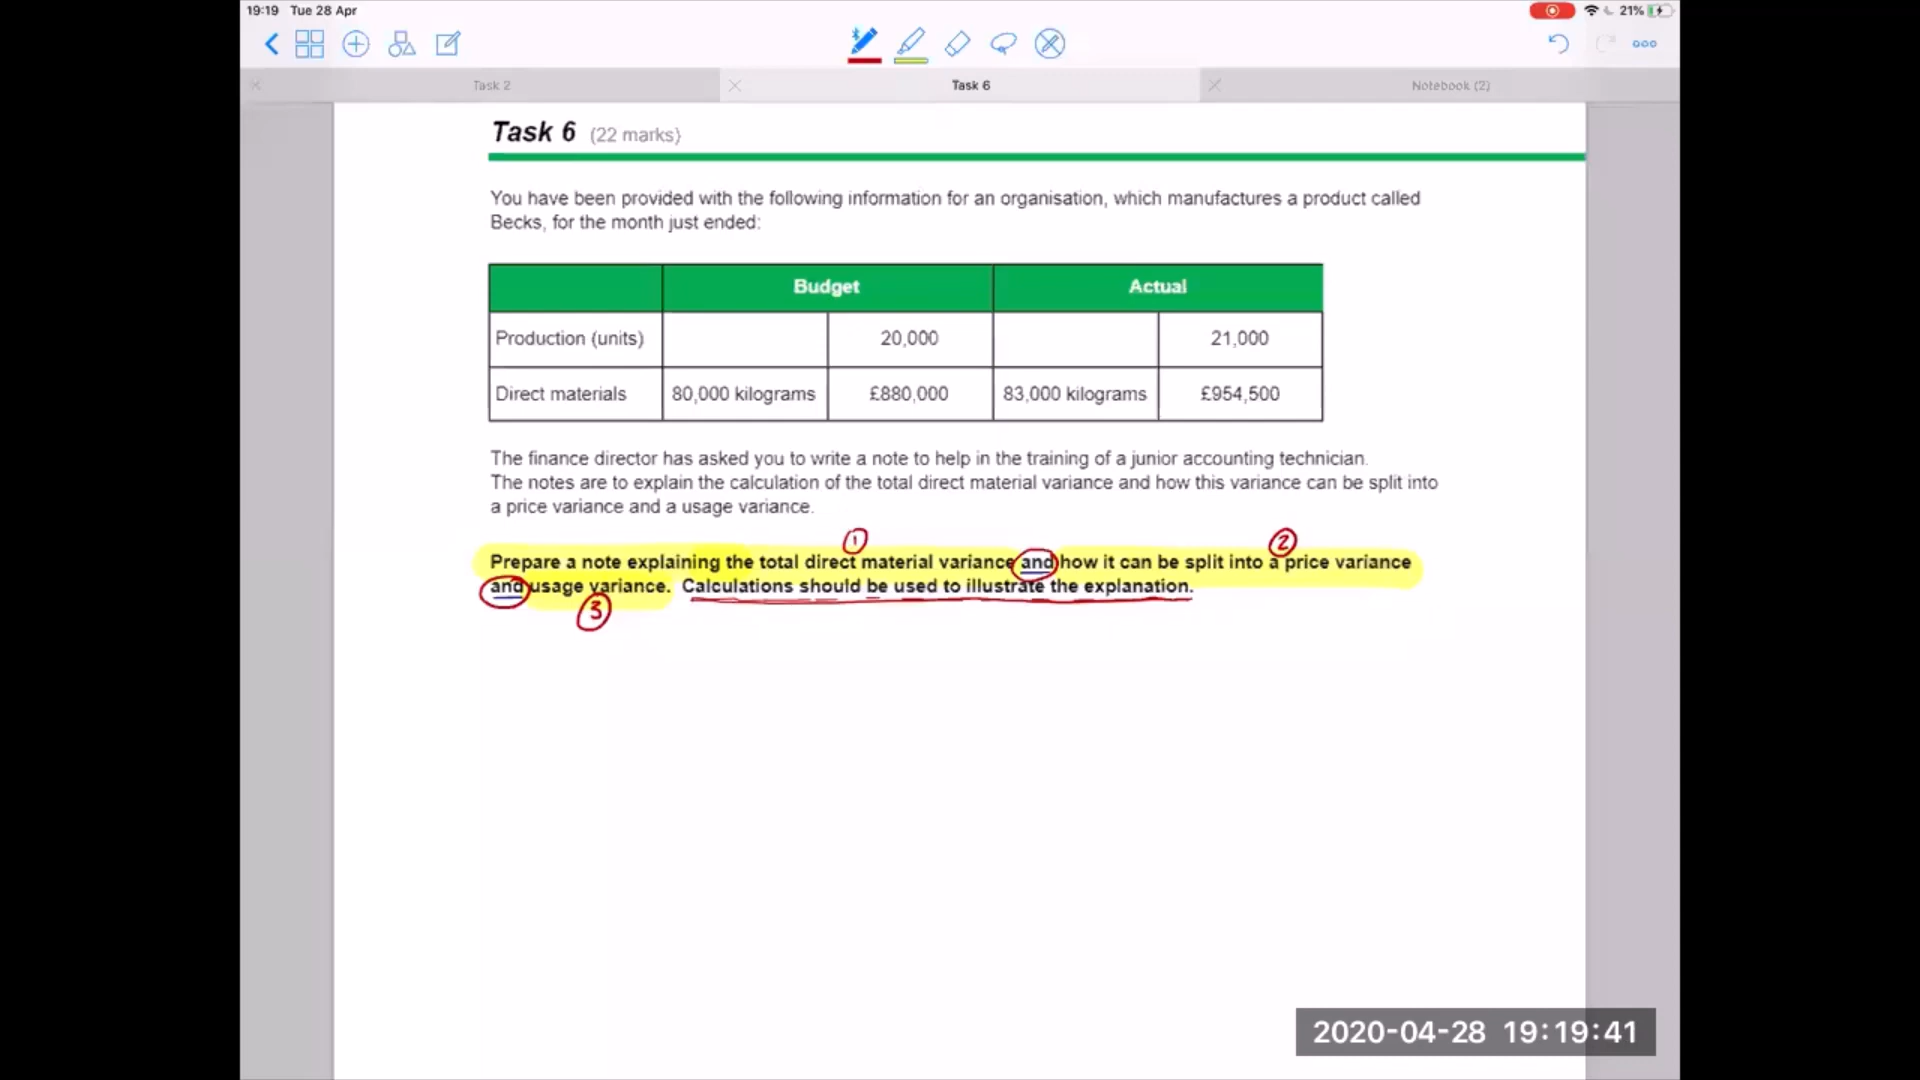 19:19 Tue 28 Apr
21%
Task 2
Task 6
Notebook (2)
Task 6 (22 marks)
You have been provided with the following information for an organisation, which manufactures a product called
Becks, for the month just ended:
Budget Actual
Production (units) 20,000 21,000
Direct materials 80,000 kilograms £880,000 83,000 kilograms £954,500
The finance director has asked you to write a note to help in the training of a junior accounting technician.
The notes are to explain the calculation of the total direct material variance and how this variance can be split into
a price variance and a usage variance.
1 2
Prepare a note explaining the total direct material variance and how it can be split into a price variance
and usage variance. Calculations should be used to illustrate the explanation.
3
2020-04-28 19:19:41